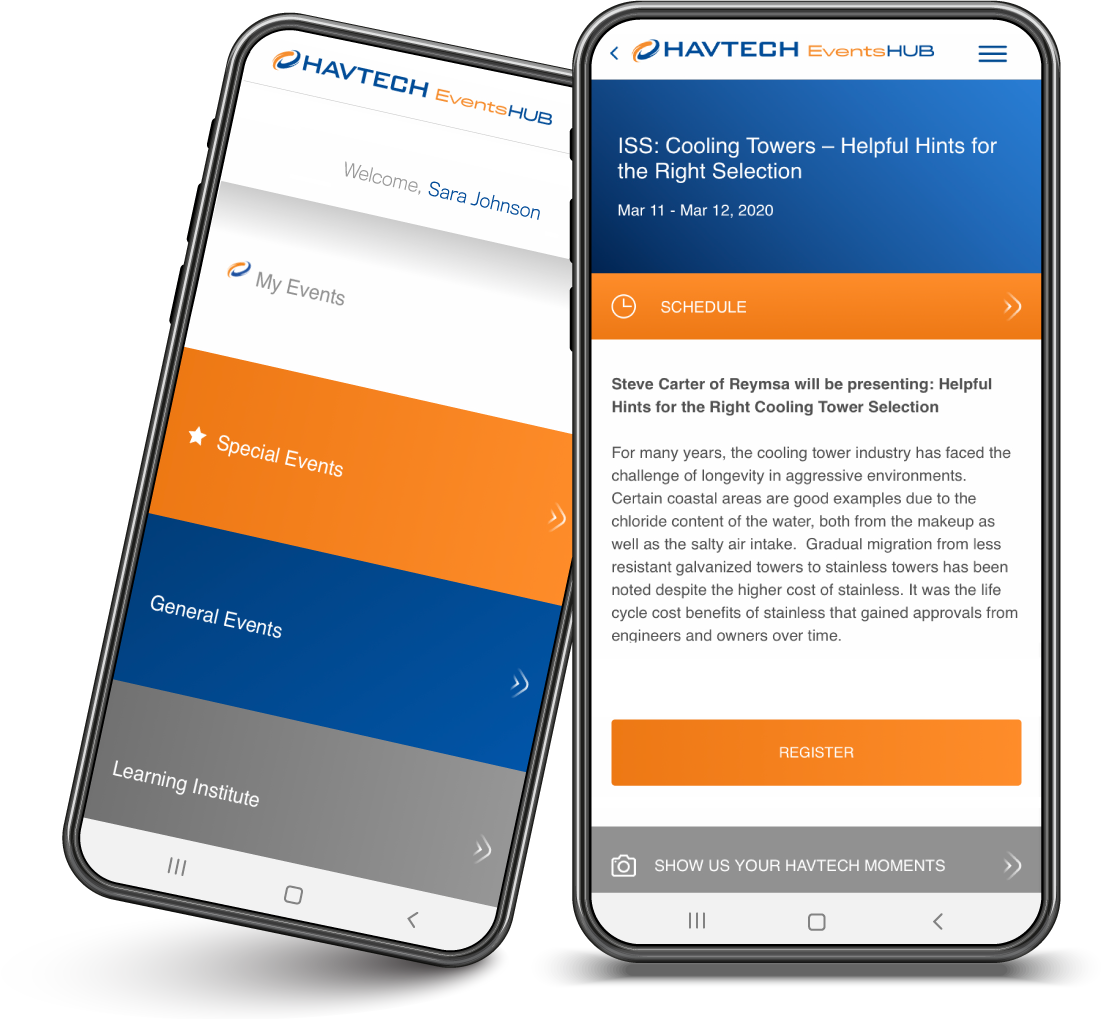 HAVTECH EventsHUB
Welcome, Sara Johnson
My Events
Special Events
General Events
Learning Institute
HAVTECH EventsHUB
ISS: Cooling Towers – Helpful Hints for
the Right Selection
Mar 11 - Mar 12, 2020
SCHEDULE
Steve Carter of Reymsa will be presenting: Helpful
Hints for the Right Cooling Tower Selection
For many years, the cooling tower industry has faced the
challenge of longevity in aggressive environments.
Certain coastal areas are good examples due to the
chloride content of the water, both from the makeup as
well as the salty air intake.  Gradual migration from less
resistant galvanized towers to stainless towers has been
noted despite the higher cost of stainless. It was the life
cycle cost benefits of stainless that gained approvals from
engineers and owners over time.
REGISTER
SHOW US YOUR HAVTECH MOMENTS